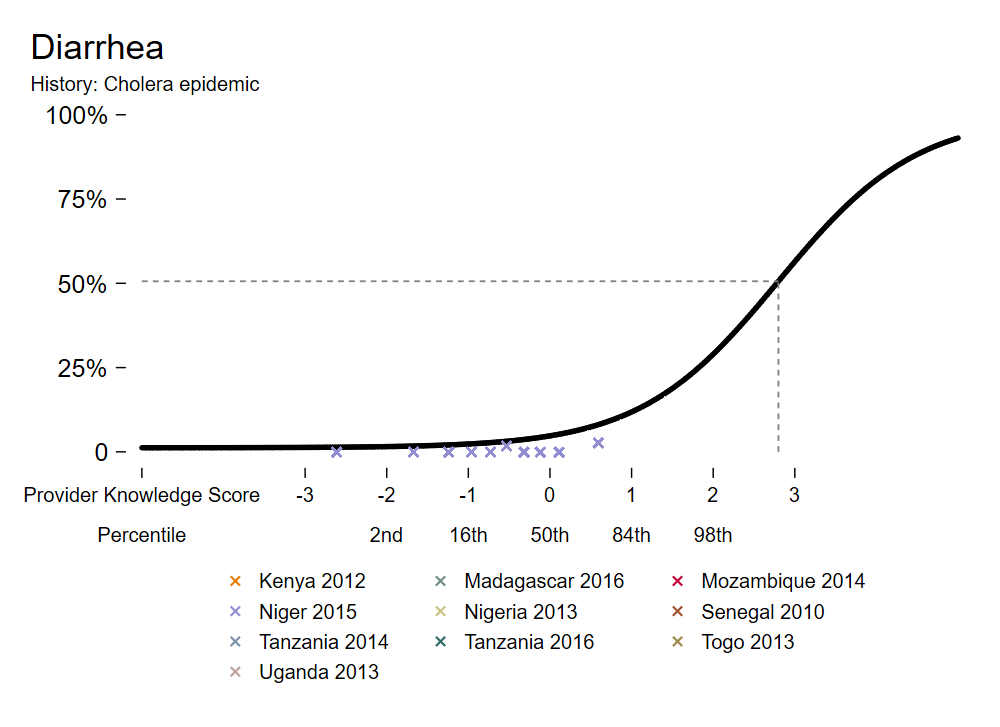 Diarrhea
History: Cholera epidemic
100%
75%
50%
25%
0
Provider Knowledge Score -3 -2 -1 0 1 2 3
Percentile 2nd 16th 50th 84th 98th
Kenya 2012 Madagascar 2016 Mozambique 2014
Niger 2015 Nigeria 2013 Senegal 2010
Tanzania 2014 Tanzania 2016 Togo 2013
Uganda 2013